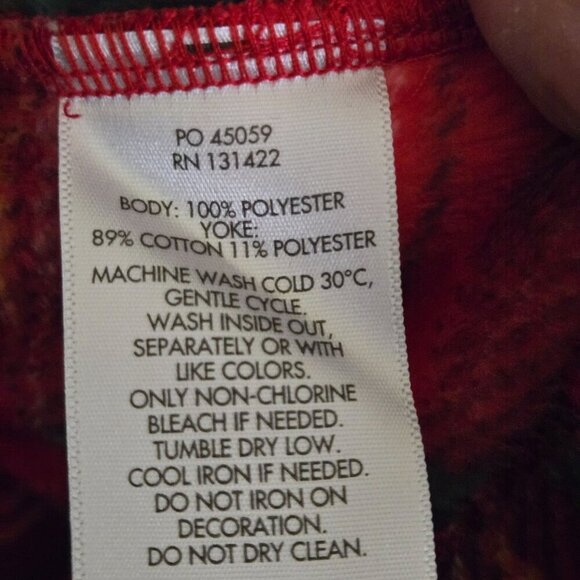 PO 45059
RN 131422
BODY: 100% POLYESTER
YOKE:
89% COTTON 11% POLYESTER
MACHINE WASH COLD 30°C,
GENTLE CYCLE.
WASH INSIDE OUT,
SEPARATELY OR WITH
LIKE COLORS.
ONLY NON-CHLORINE
BLEACH IF NEEDED.
TUMBLE DRY LOW.
COOL IRON IF NEEDED.
DO NOT IRON ON
DECORATION.
DO NOT DRY CLEAN.